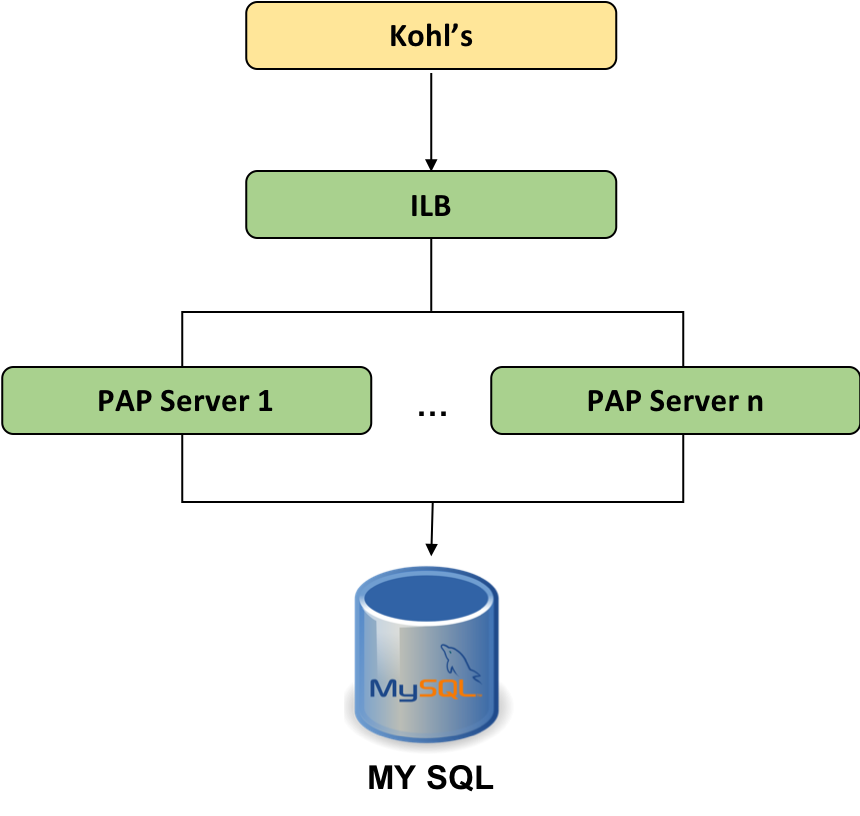 Kohl’s
ILB
PAP Server 1
...
PAP Server n
MySQL
MY SQL